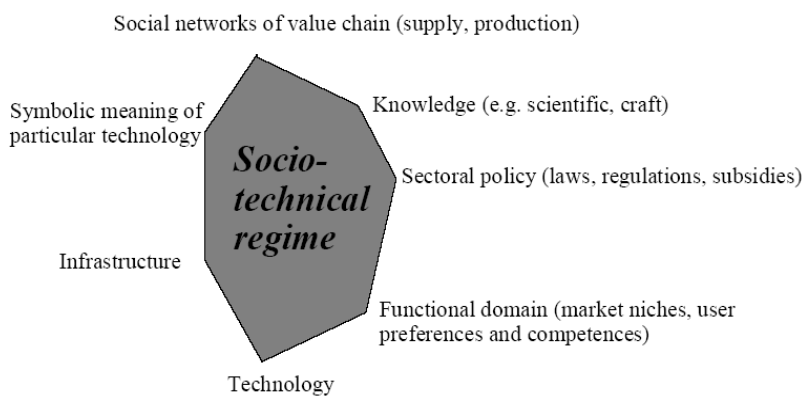 Social networks of value chain (supply, production)
Symbolic meaning of
particular technology
Knowledge (e.g. scientific, craft)
Socio-
technical
regime
Sectoral policy (laws, regulations, subsidies)
Infrastructure
Functional domain (market niches, user
preferences and competences)
Technology